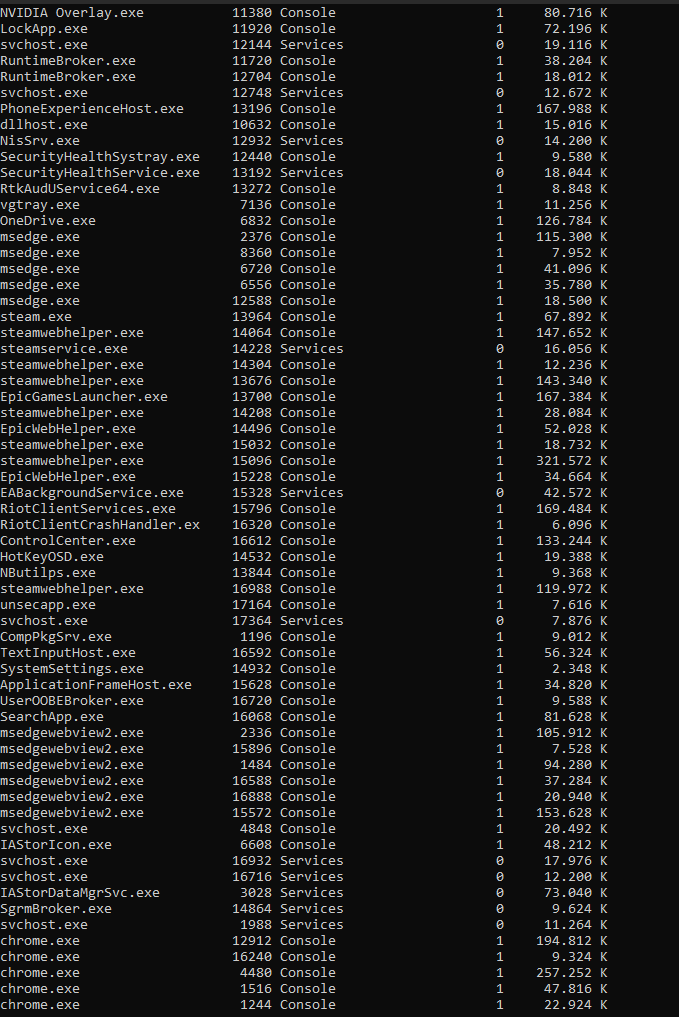 NVIDIA Overlay.exe 11380 Console 1 80.716 K
LockApp.exe 11920 Console 1 72.196 K
svchost.exe 12144 Services 0 19.116 K
RuntimeBroker.exe 11720 Console 1 38.204 K
RuntimeBroker.exe 12704 Console 1 18.012 K
svchost.exe 12748 Services 0 12.672 K
PhoneExperienceHost.exe 13196 Console 1 167.988 K
dllhost.exe 10632 Console 1 15.016 K
NisSrv.exe 12932 Services 0 14.200 K
SecurityHealthSystray.exe 12440 Console 1 9.580 K
SecurityHealthService.exe 13192 Services 0 18.044 K
RtkAudUService64.exe 13272 Console 1 8.848 K
vgtray.exe 7136 Console 1 11.256 K
OneDrive.exe 6832 Console 1 126.784 K
msedge.exe 2376 Console 1 115.300 K
msedge.exe 8360 Console 1 7.952 K
msedge.exe 6720 Console 1 41.096 K
msedge.exe 6556 Console 1 35.780 K
msedge.exe 12588 Console 1 18.500 K
steam.exe 13964 Console 1 67.892 K
steamwebhelper.exe 14064 Console 1 147.652 K
steamservice.exe 14228 Services 0 16.056 K
steamwebhelper.exe 14304 Console 1 12.236 K
steamwebhelper.exe 13676 Console 1 143.340 K
EpicGamesLauncher.exe 13700 Console 1 167.384 K
steamwebhelper.exe 14208 Console 1 28.084 K
EpicWebHelper.exe 14496 Console 1 52.028 K
steamwebhelper.exe 15032 Console 1 18.732 K
steamwebhelper.exe 15096 Console 1 321.572 K
EpicWebHelper.exe 15228 Console 1 34.664 K
EABackgroundService.exe 15328 Services 0 42.572 K
RiotClientServices.exe 15796 Console 1 169.484 K
RiotClientCrashHandler.ex 16320 Console 1 6.096 K
ControlCenter.exe 16612 Console 1 133.244 K
HotKeyOSD.exe 14532 Console 1 19.388 K
NButilps.exe 13844 Console 1 9.368 K
steamwebhelper.exe 16988 Console 1 119.972 K
unsecapp.exe 17164 Console 1 7.616 K
svchost.exe 17364 Services 0 7.876 K
CompPkgSrv.exe 1196 Console 1 9.012 K
TextInputHost.exe 16592 Console 1 56.324 K
SystemSettings.exe 14932 Console 1 2.348 K
ApplicationFrameHost.exe 15628 Console 1 34.820 K
UserOOBEBroker.exe 16720 Console 1 9.588 K
SearchApp.exe 16068 Console 1 81.628 K
msedgewebview2.exe 2336 Console 1 105.912 K
msedgewebview2.exe 15896 Console 1 7.528 K
msedgewebview2.exe 1484 Console 1 94.280 K
msedgewebview2.exe 16588 Console 1 37.284 K
msedgewebview2.exe 16888 Console 1 20.940 K
msedgewebview2.exe 15572 Console 1 153.628 K
svchost.exe 4848 Console 1 20.492 K
IAStorIcon.exe 6608 Console 1 48.212 K
svchost.exe 16932 Services 0 17.976 K
svchost.exe 16716 Services 0 12.200 K
IAStorDataMgrSvc.exe 3028 Services 0 73.040 K
SgrmBroker.exe 14864 Services 0 9.624 K
svchost.exe 1988 Services 0 11.264 K
chrome.exe 12912 Console 1 194.812 K
chrome.exe 16240 Console 1 9.324 K
chrome.exe 4480 Console 1 257.252 K
chrome.exe 1516 Console 1 47.816 K
chrome.exe 1244 Console 1 22.924 K